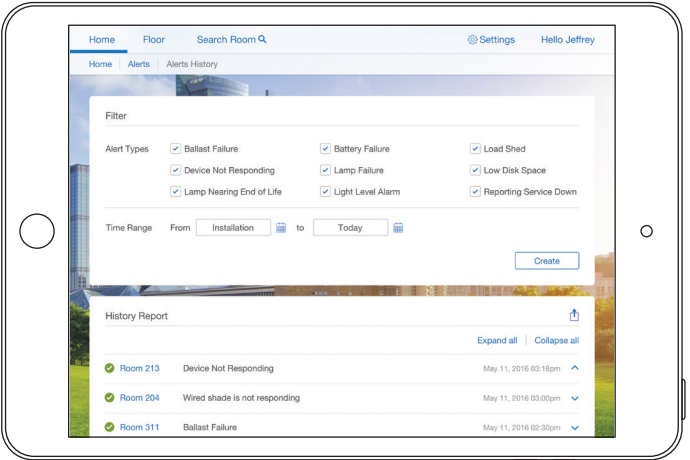 Home Floor Search Room Settings Hello Jeffrey
Home Alerts Alerts History
Filter
Alert Types Ballast Failure Battery Failure Load Shed
Device Not Responding Lamp Failure Low Disk Space
Lamp Nearing End of Life Light Level Alarm Reporting Service Down
Time Range From Installation to Today
Create
History Report
Expand all Collapse all
Room 213 Device Not Responding May 11, 2016 03:18pm
Room 204 Wired shade is not responding May 11, 2016 03:00pm
Room 311 Ballast Failure May 11, 2016 02:30pm